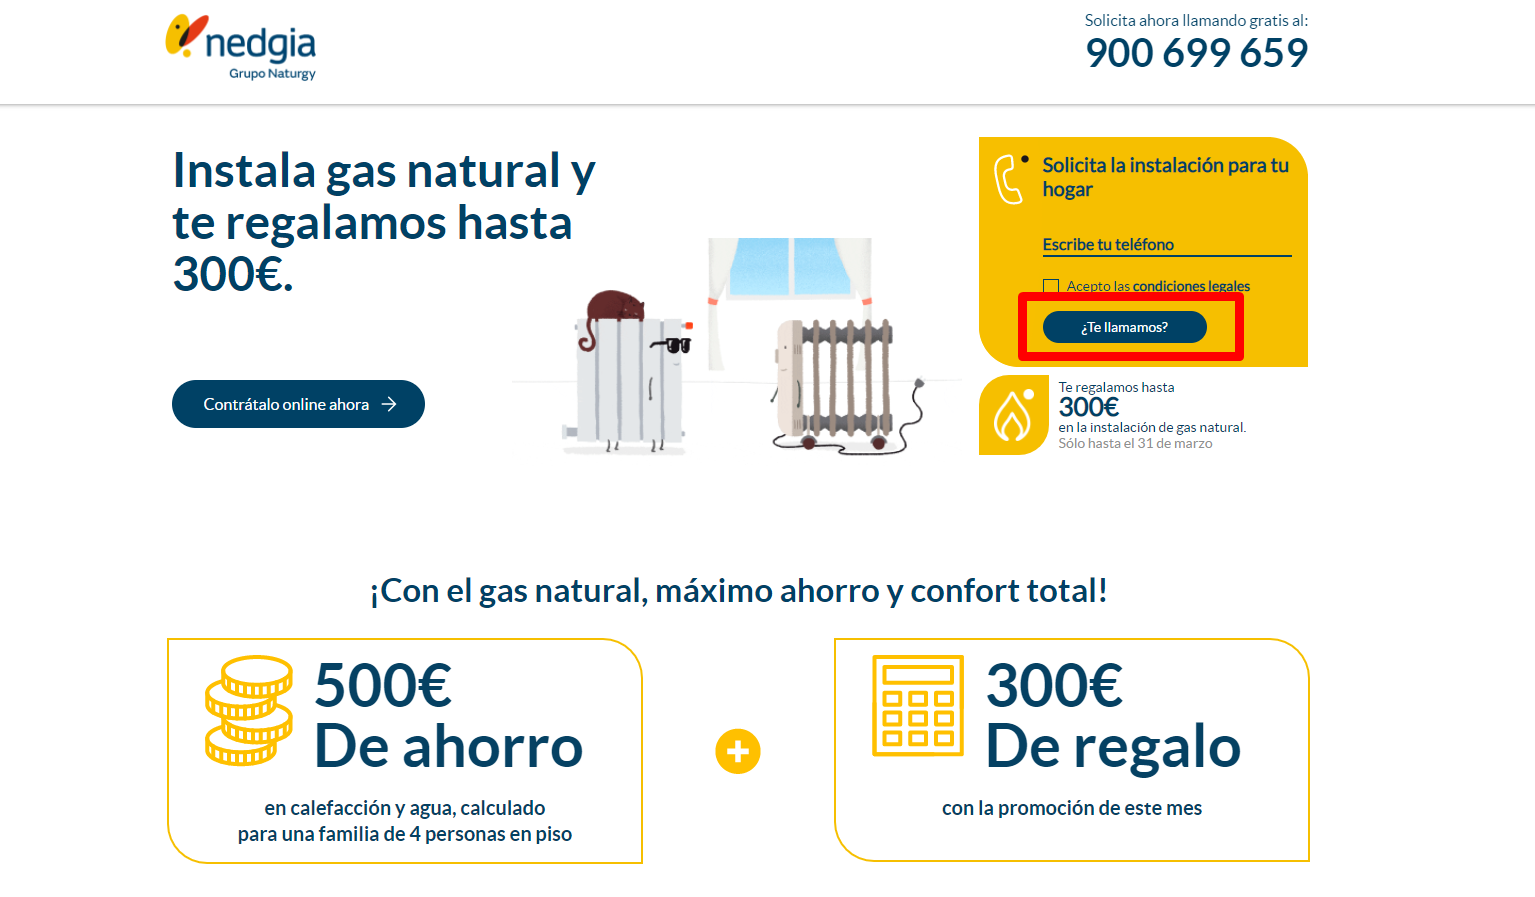 nedgia
Grupo Naturgy
Solicita ahora llamando gratis al:
900 699 659
Instala gas natural y
te regalamos hasta
300€.
Contrátalo online ahora
Solicita la instalación para tu
hogar
Escribe tu teléfono
Acepto las condiciones legales
¿Te llamamos?
Te regalamos hasta
300€
en la instalación de gas natural.
Sólo hasta el 31 de marzo
¡Con el gas natural, máximo ahorro y confort total!
500€
De ahorro
en calefacción y agua, calculado
para una familia de 4 personas en piso
+
300€
De regalo
con la promoción de este mes